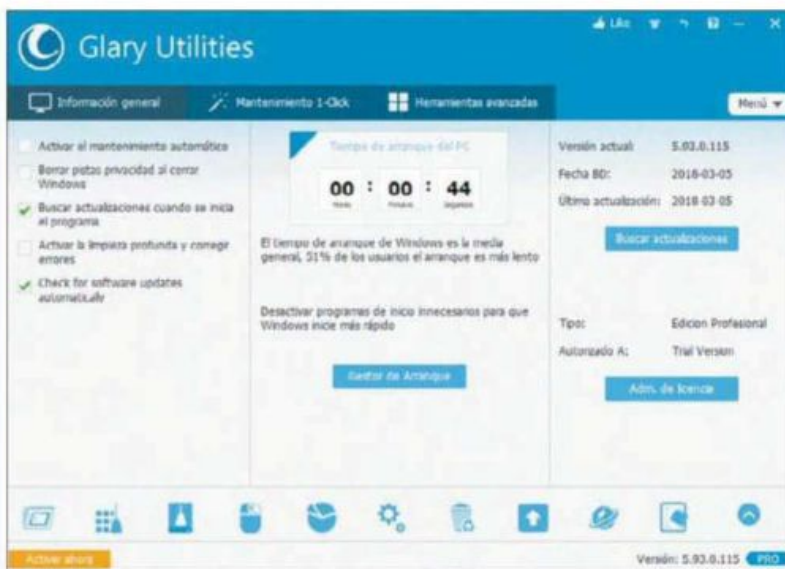 Glary Utilities
Like
Información general
Mantenimiento 1-Click
Herramientas avanzadas
Menú
Activar el mantenimiento automático
Borrar pistas privacidad al cerrar
Windows
Buscar actualizaciones cuando se inicia
el programa
Activar la limpieza profunda y corregir
errores
Check for software updates
automatically
Tiempo de arranque del PC
00 : 00 : 44
Horas Minutos Segundos
El tiempo de arranque de Windows es la media
general, 51% de los usuarios el arranque es más lento
Desactivar programas de inicio innecesarios para que
Windows inicie más rápido
Gestor de Arranque
Versión actual: 5.93.0.115
Fecha BD: 2018-03-05
Última actualización: 2018-03-05
Buscar actualizaciones
Tipo: Edicion Profesional
Autorizado A: Trial Version
Adm. de licencia
Activar ahora
Versión: 5.93.0.115 PRO